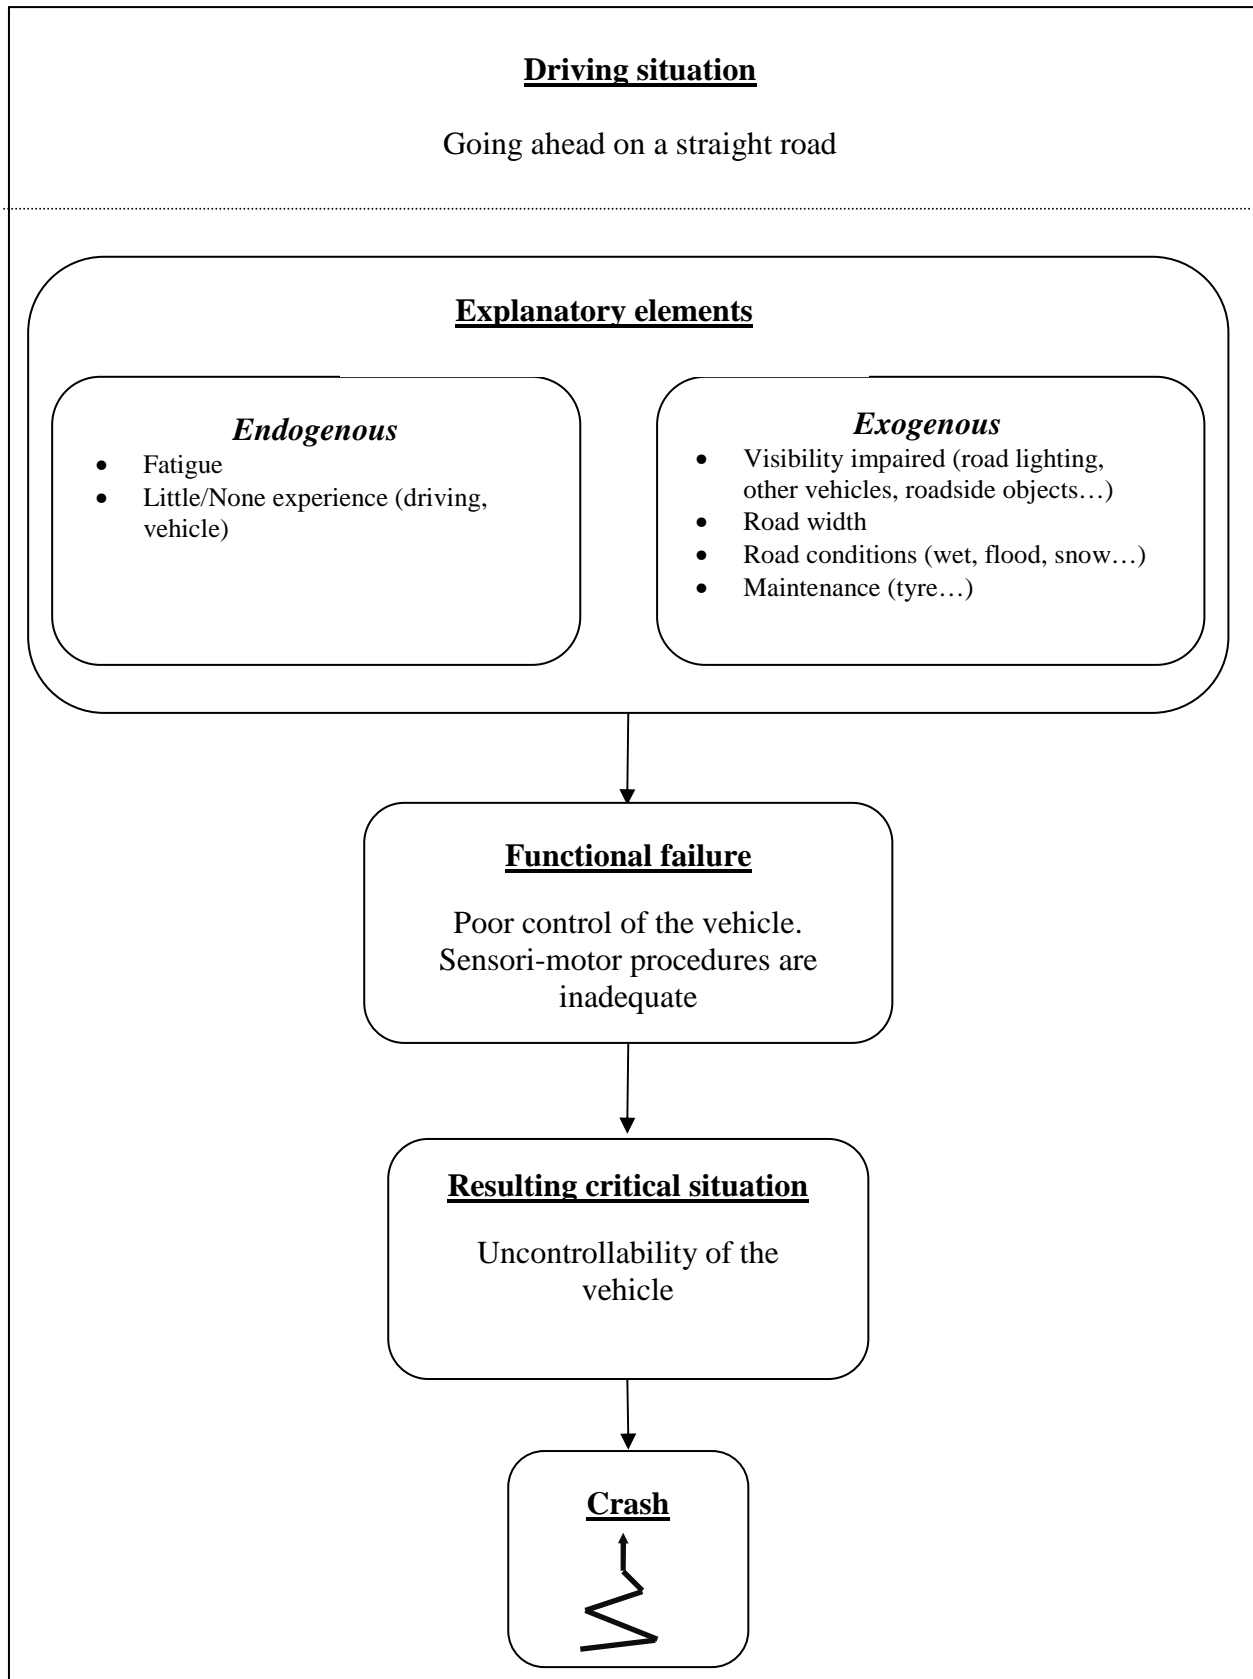 Driving situation
Going ahead on a straight road
Explanatory elements
Endogenous
• Fatigue
• Little/None experience (driving,
vehicle)
Exogenous
• Visibility impaired (road lighting,
other vehicles, roadside objects…)
• Road width
• Road conditions (wet, flood, snow…)
• Maintenance (tyre…)
Functional failure
Poor control of the vehicle.
Sensori-motor procedures are
inadequate
Resulting critical situation
Uncontrollability of the
vehicle
Crash